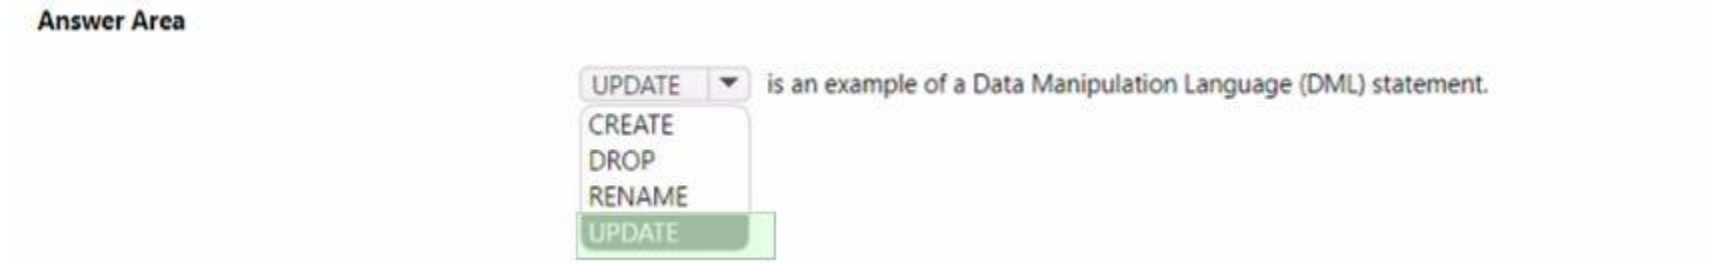 Answer Area
UPDATE is an example of a Data Manipulation Language (DML) statement.
CREATE
DROP
RENAME
UPDATE